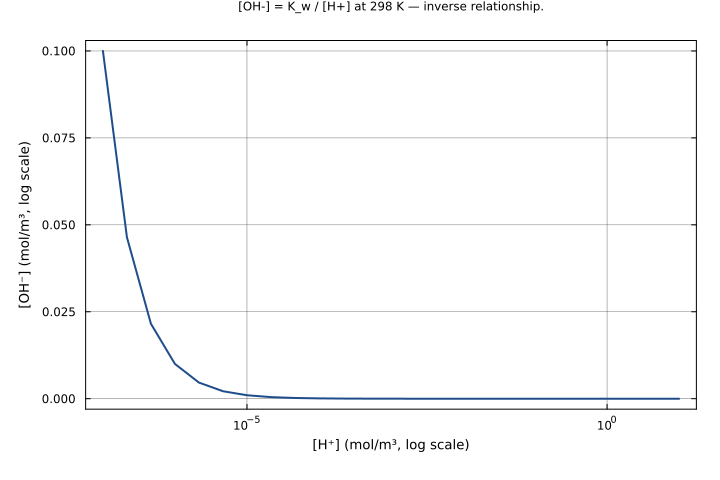 [OH-] = K_w / [H+] at 298 K — inverse relationship.
0.100
0.075
0.050
0.025
0.000
[OH⁻] (mol/m³, log scale)
10⁻⁵
10⁰
[H⁺] (mol/m³, log scale)